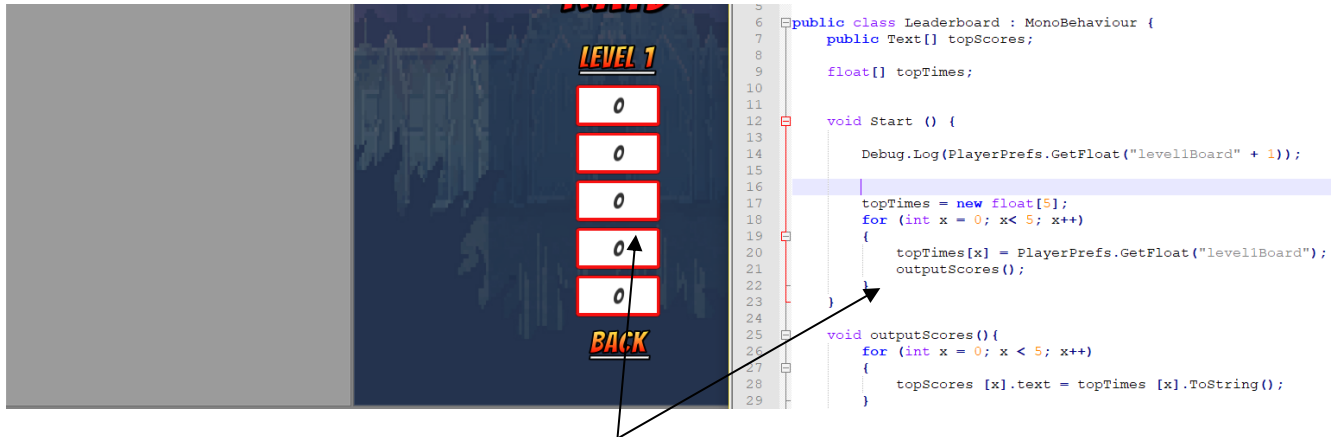 LEVEL 1
0
0
0
0
0
BACK
5
6 public class Leaderboard : MonoBehaviour {
7 public Text[] topScores;
8
9 float[] topTimes;
10
11
12 void Start () {
13
14 Debug.Log(PlayerPrefs.GetFloat("level1Board" + 1));
15
16
17 topTimes = new float[5];
18 for (int x = 0; x< 5; x++)
19 {
20 topTimes[x] = PlayerPrefs.GetFloat("level1Board");
21 outputScores();
22 }
23 }
24
25 void outputScores(){
26 for (int x = 0; x < 5; x++)
27 {
28 topScores [x].text = topTimes [x].ToString();
29 }